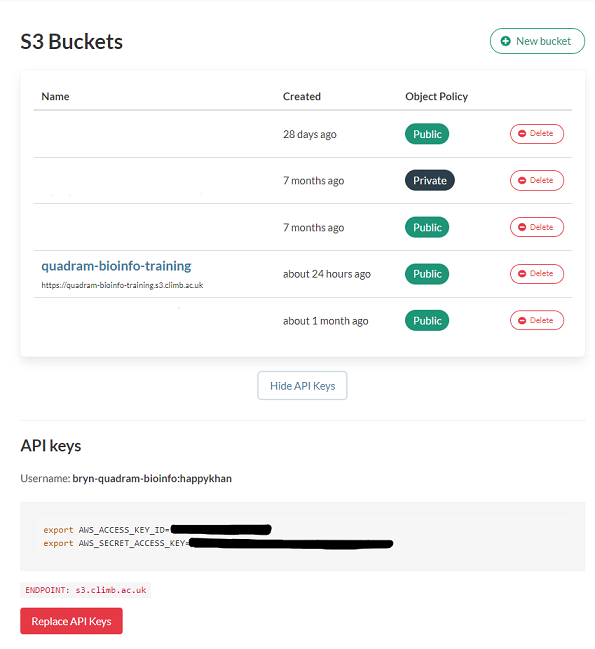 S3 Buckets
New bucket
Name Created Object Policy
28 days ago Public Delete
7 months ago Private Delete
7 months ago Public Delete
quadram-bioinfo-training
https://quadram-bioinfo-training.s3.climb.ac.uk
about 24 hours ago Public Delete
about 1 month ago Public Delete
Hide API Keys
API keys
Username: bryn-quadram-bioinfo:happykhan
export AWS_ACCESS_KEY_ID=
export AWS_SECRET_ACCESS_KEY=
ENDPOINT: s3.climb.ac.uk
Replace API Keys